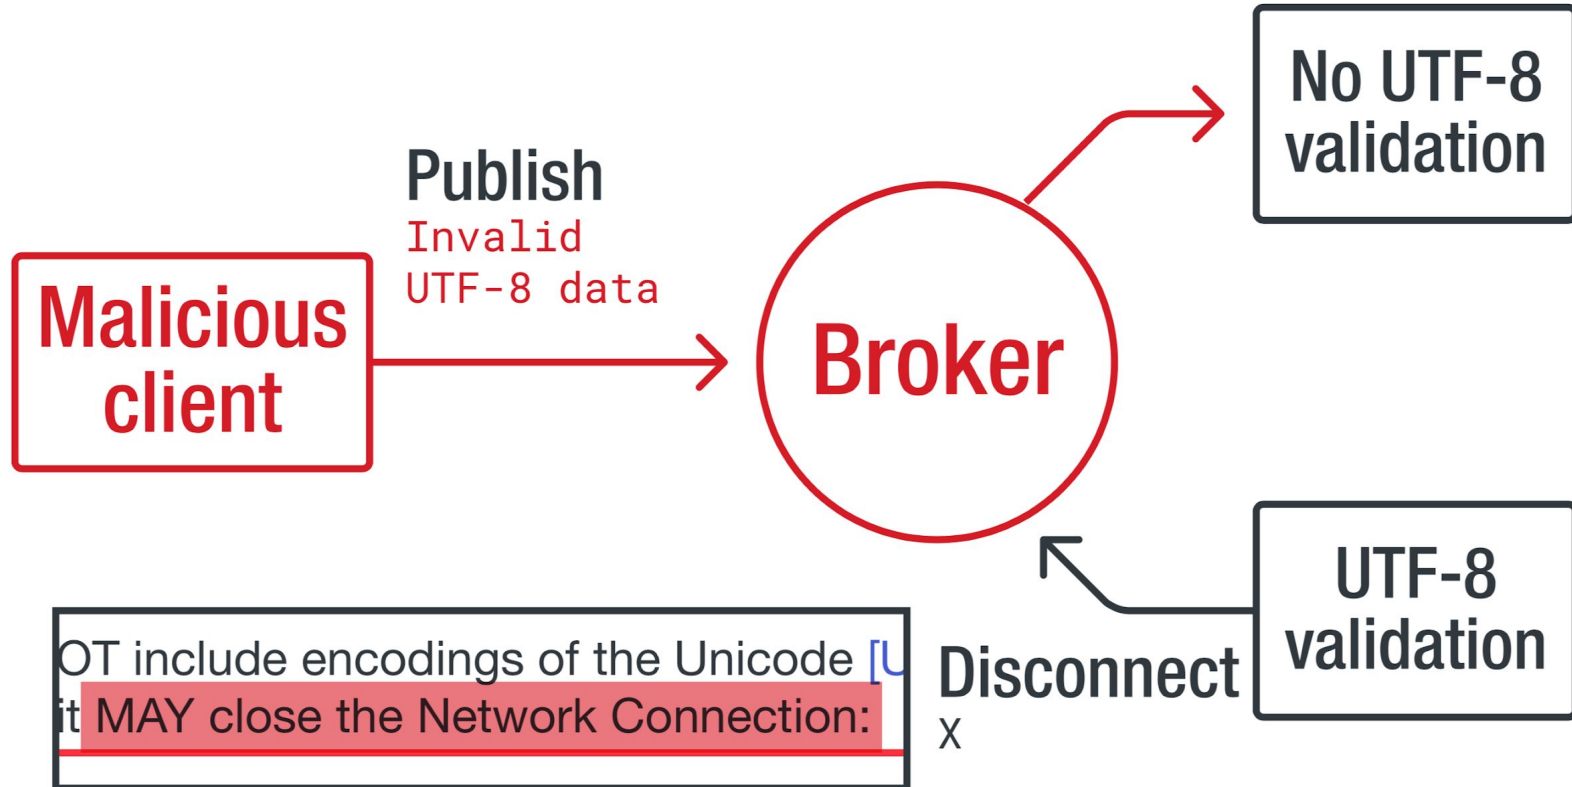 No UTF-8
validation
Publish
Invalid
UTF-8 data
Malicious
client
Broker
UTF-8
validation
Disconnect
X
OT include encodings of the Unicode [U
it MAY close the Network Connection: